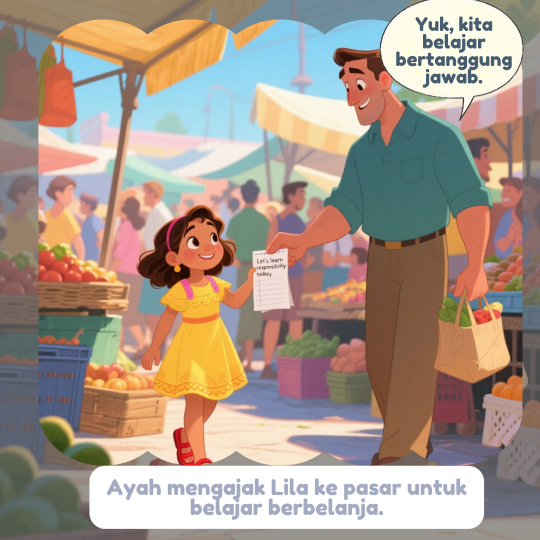 Yuk, kita
belajar
bertanggung
jawab.
Let's learn
responsibility
today
Ayah mengajak Lila ke pasar untuk
belajar berbelanja.